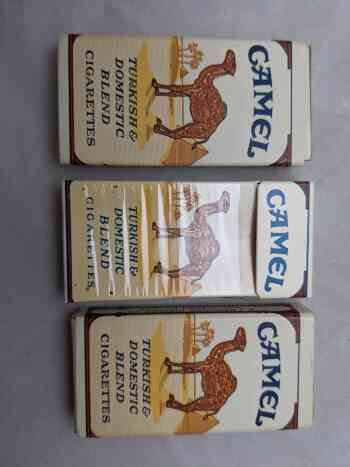 CAMEL
TURKISH &
DOMESTIC
BLEND
CIGARETTES
CAMEL
TURKISH &
DOMESTIC
BLEND
CIGARETTES
CAMEL
TURKISH &
DOMESTIC
BLEND
CIGARETTES